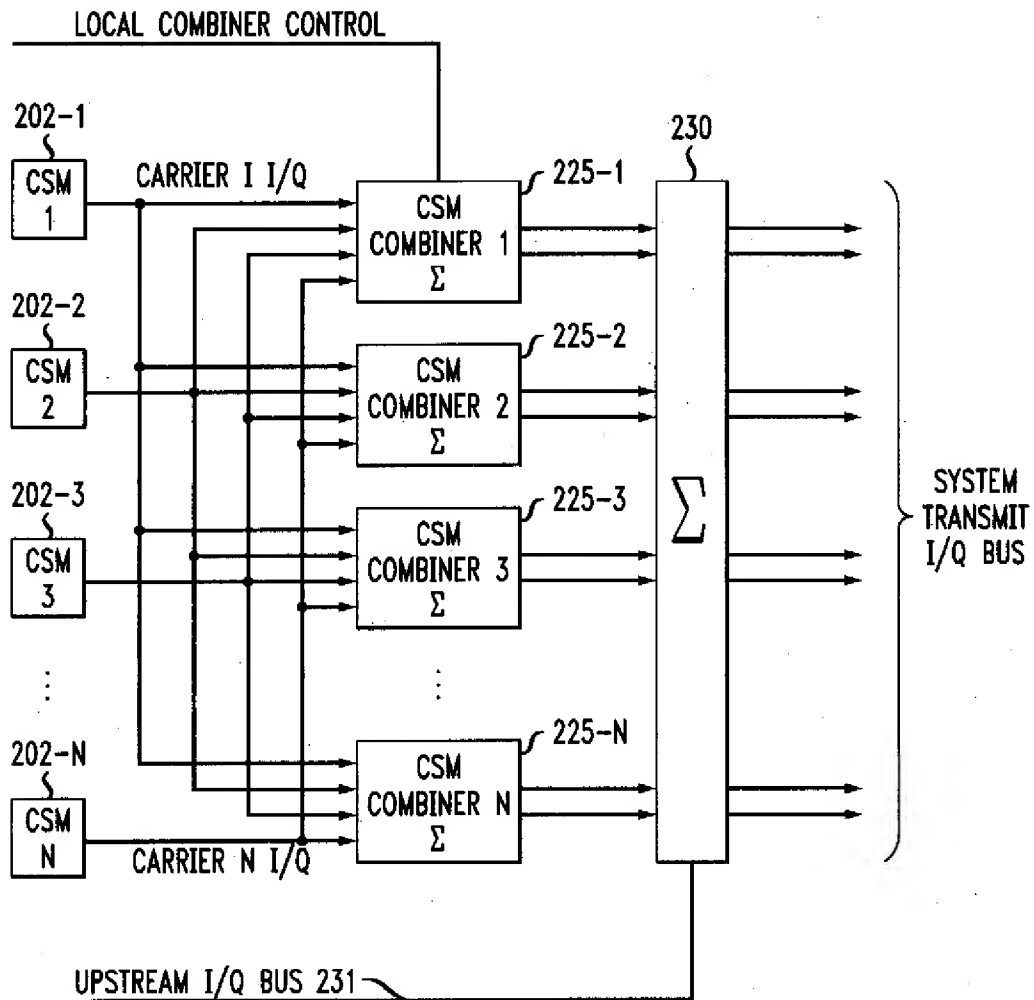 LOCAL COMBINER CONTROL
202-1
CSM
1
CARRIER I I/Q
225-1
CSM
COMBINER 1
Σ
230
202-2
CSM
2
225-2
CSM
COMBINER 2
Σ
202-3
CSM
3
225-3
CSM
COMBINER 3
Σ
Σ
SYSTEM
TRANSMIT
I/Q BUS
202-N
CSM
N
CARRIER N I/Q
225-N
CSM
COMBINER N
Σ
UPSTREAM I/Q BUS 231